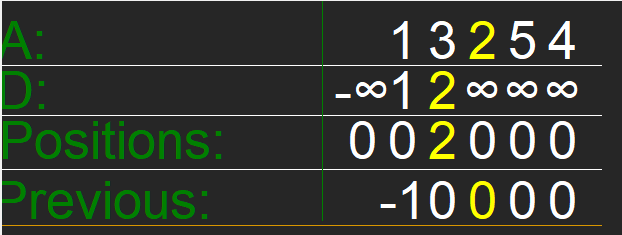 A: 1 3 2 5 4
D: -∞ 1 2 ∞ ∞ ∞
Positions: 0 0 2 0 0 0
Previous: -1 0 0 0 0